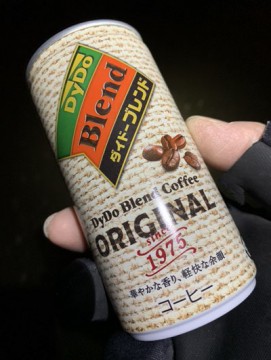 DyDo
Blend
ダイドーブレンド
DyDo Blend Coffee
ORIGINAL
since
1975
華やかな香り、軽快な余韻
コーヒー